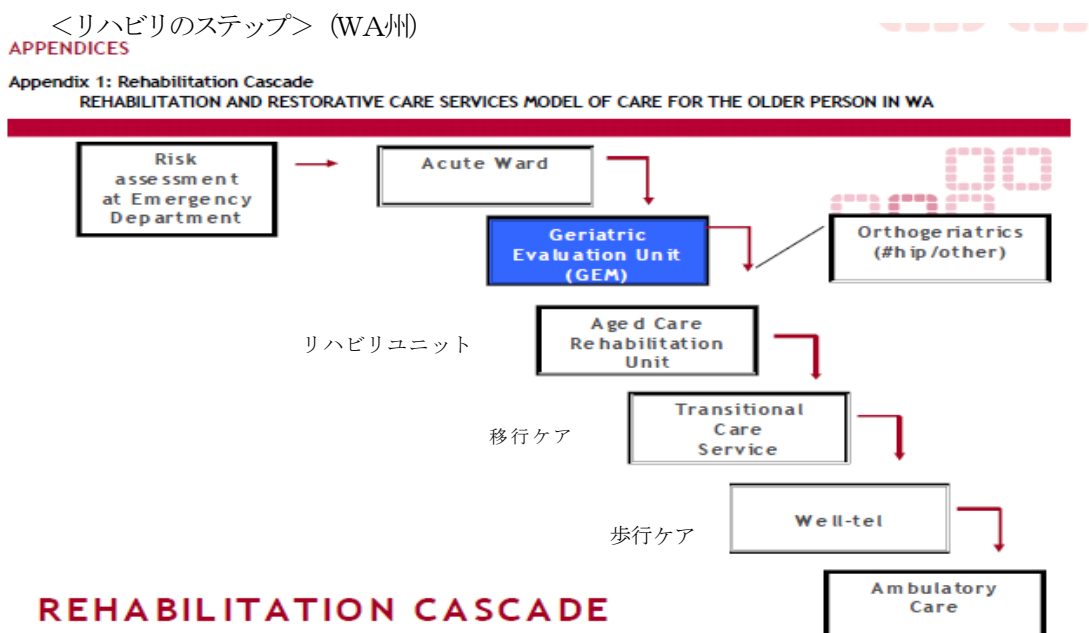 ＜リハビリのステップ＞ (WA州)
APPENDICES
Appendix 1: Rehabilitation Cascade
REHABILITATION AND RESTORATIVE CARE SERVICES MODEL OF CARE FOR THE OLDER PERSON IN WA
Risk
assessment
at Emergency
Department
Acute Ward
Geriatric
Evaluation Unit
(GEM)
Orthogeriatrics
(#hip/other)
リハビリユニット
Aged Care
Rehabilitation
Unit
移行ケア
Transitional
Care
Service
歩行ケア
Well-tel
Ambulatory
Care
REHABILITATION CASCADE